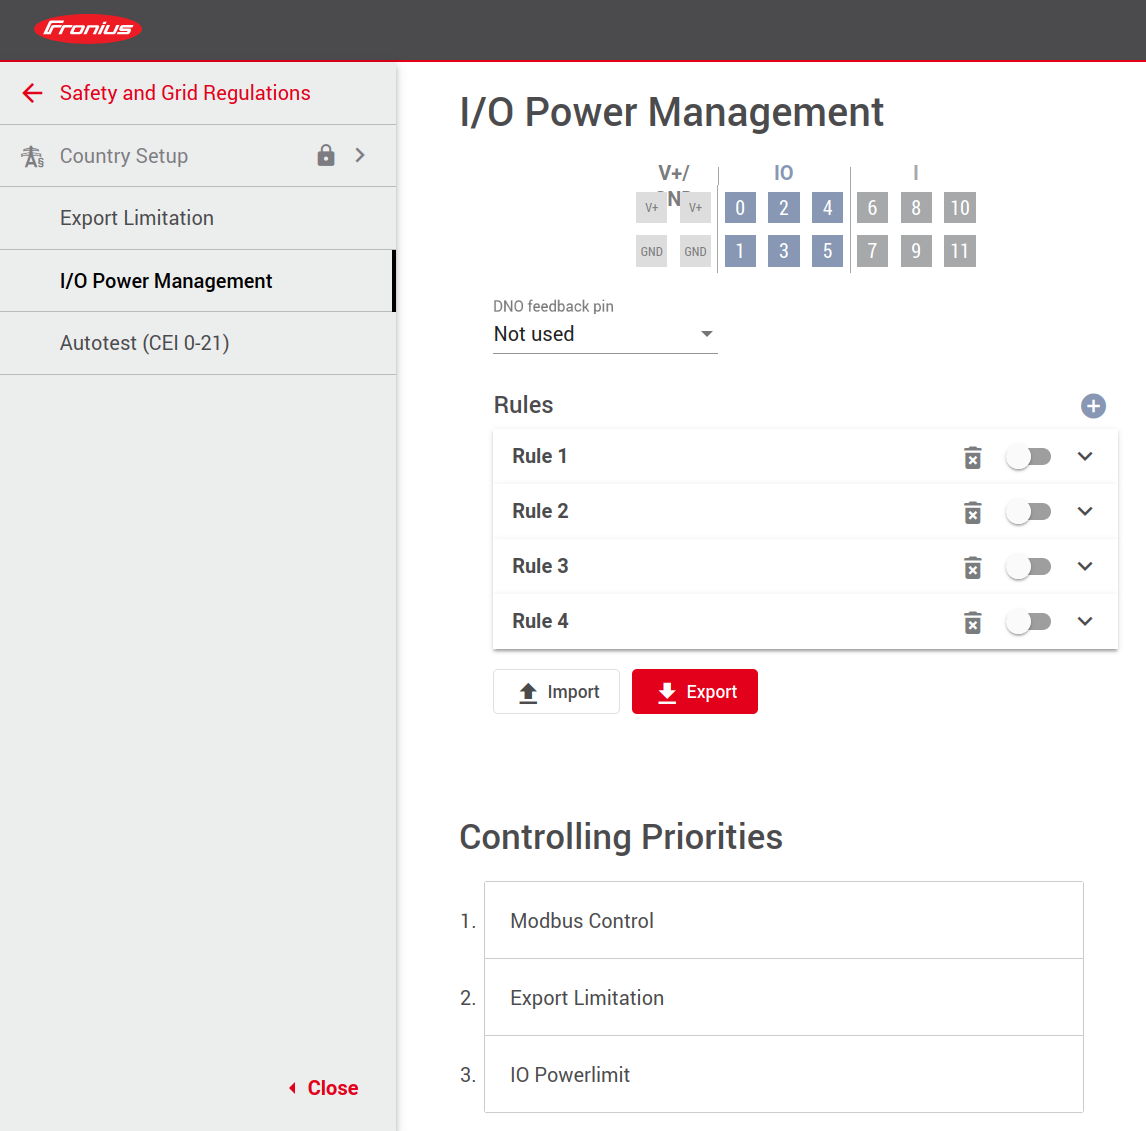 Fronius
Safety and Grid Regulations
Country Setup
Export Limitation
I/O Power Management
Autotest (CEI 0-21)
Close
I/O Power Management
V+/ IO I
GND
V+ V+ 0 2 4 6 8 10
GND GND 1 3 5 7 9 11
DNO feedback pin
Not used
Rules
Rule 1
Rule 2
Rule 3
Rule 4
Import Export
Controlling Priorities
1. Modbus Control
2. Export Limitation
3. IO Powerlimit